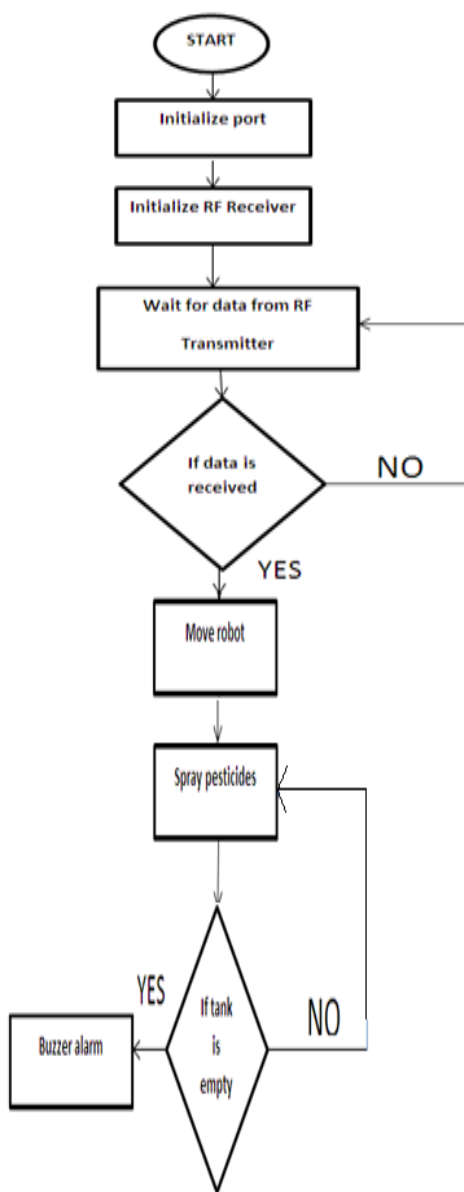 START
Initialize port
Initialize RF Receiver
Wait for data from RF
Transmitter
If data is
received
NO
YES
Move robot
Spray pesticides
YES
If tank
is
empty
NO
Buzzer alarm